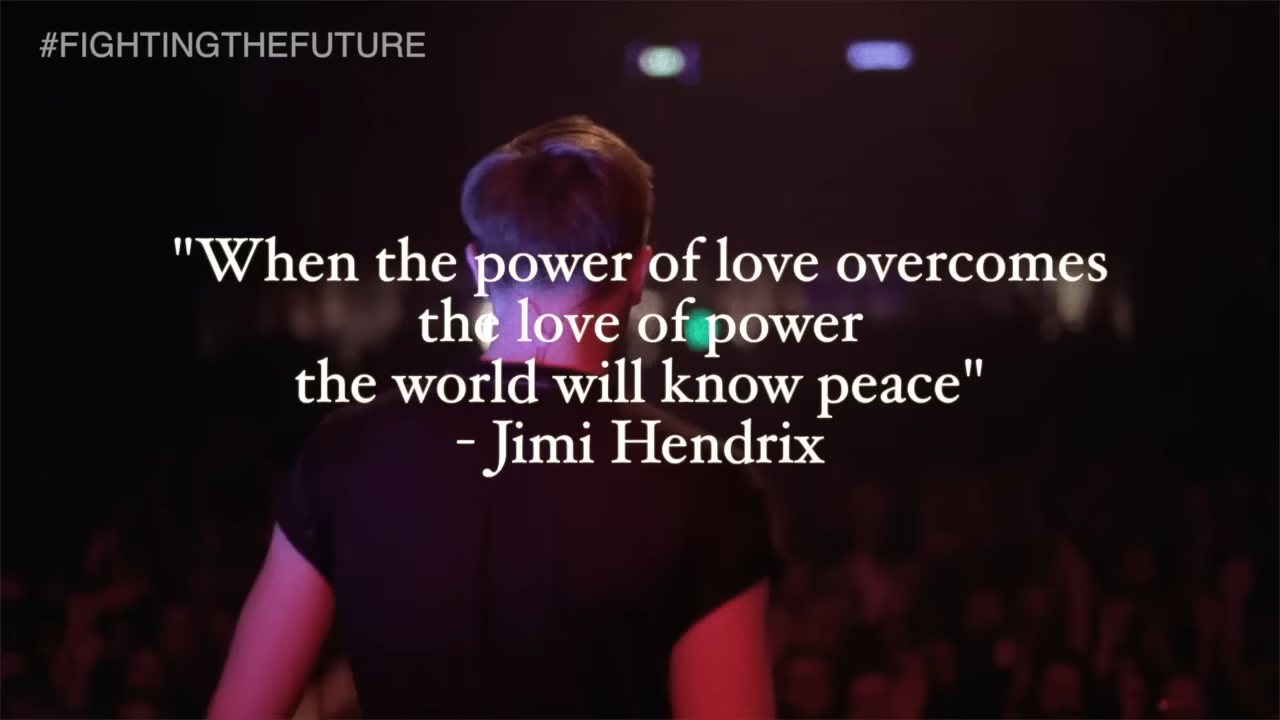 #FIGHTINGTHEFUTURE
"When the power of love overcomes
the love of power
the world will know peace"
- Jimi Hendrix